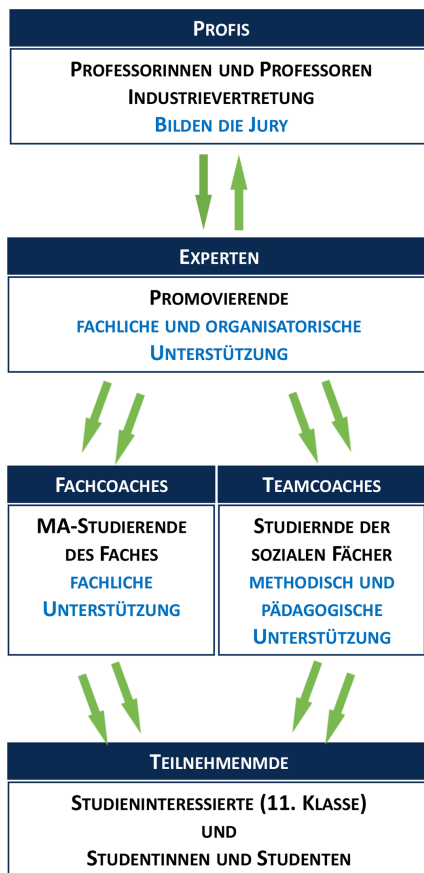 PROFIS
PROFESSORINNEN UND PROFESSOREN
INDUSTRIEVERTRETUNG
BILDEN DIE JURY
EXPERTEN
PROMOVIERENDE
FACHLICHE UND ORGANISATORISCHE
UNTERSTÜTZUNG
FACHCOACHES
MA-STUDIERENDE
DES FACHES
FACHLICHE
UNTERSTÜTZUNG
TEAMCOACHES
STUDIERNDE DER
SOZIALEN FÄCHER
METHODISCH UND
PÄDAGOGISCHE
UNTERSTÜTZUNG
TEILNEHMENMDE
STUDIENINTERESSIERTE (11. KLASSE)
UND
STUDENTINNEN UND STUDENTEN